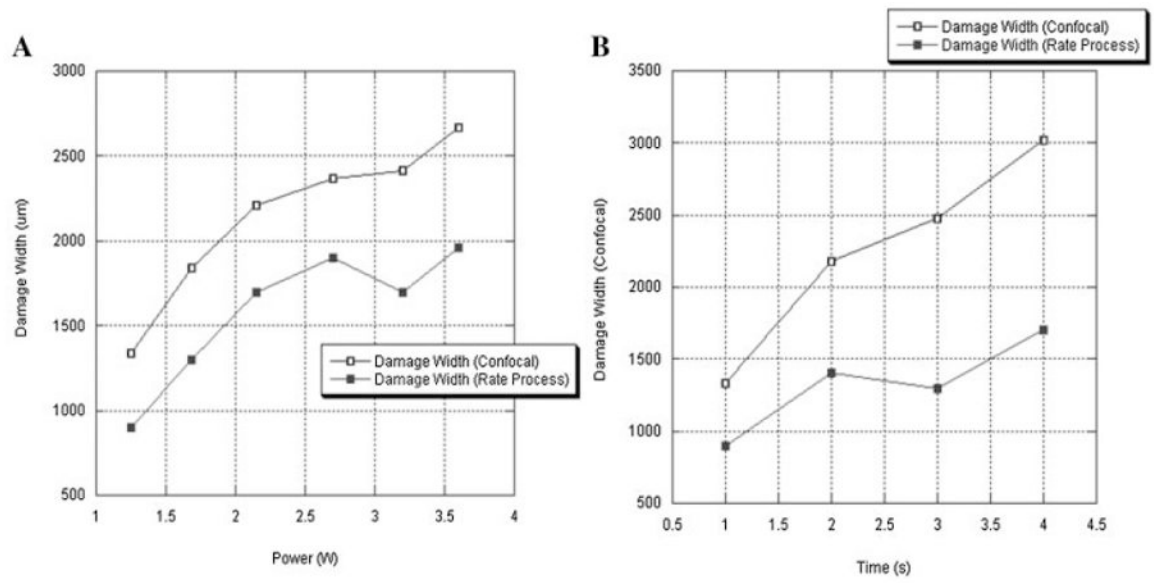 A
3000
2500
2000
1500
1000
500
1
1.5
2
2.5
3
3.5
4
Damage Width (um)
Power (W)
Damage Width (Confocal)
Damage Width (Rate Process)
B
Damage Width (Confocal)
Damage Width (Rate Process)
3500
3000
2500
2000
1500
1000
500
0.5
1
1.5
2
2.5
3
3.5
4
4.5
Damage Width (Confocal)
Time (s)